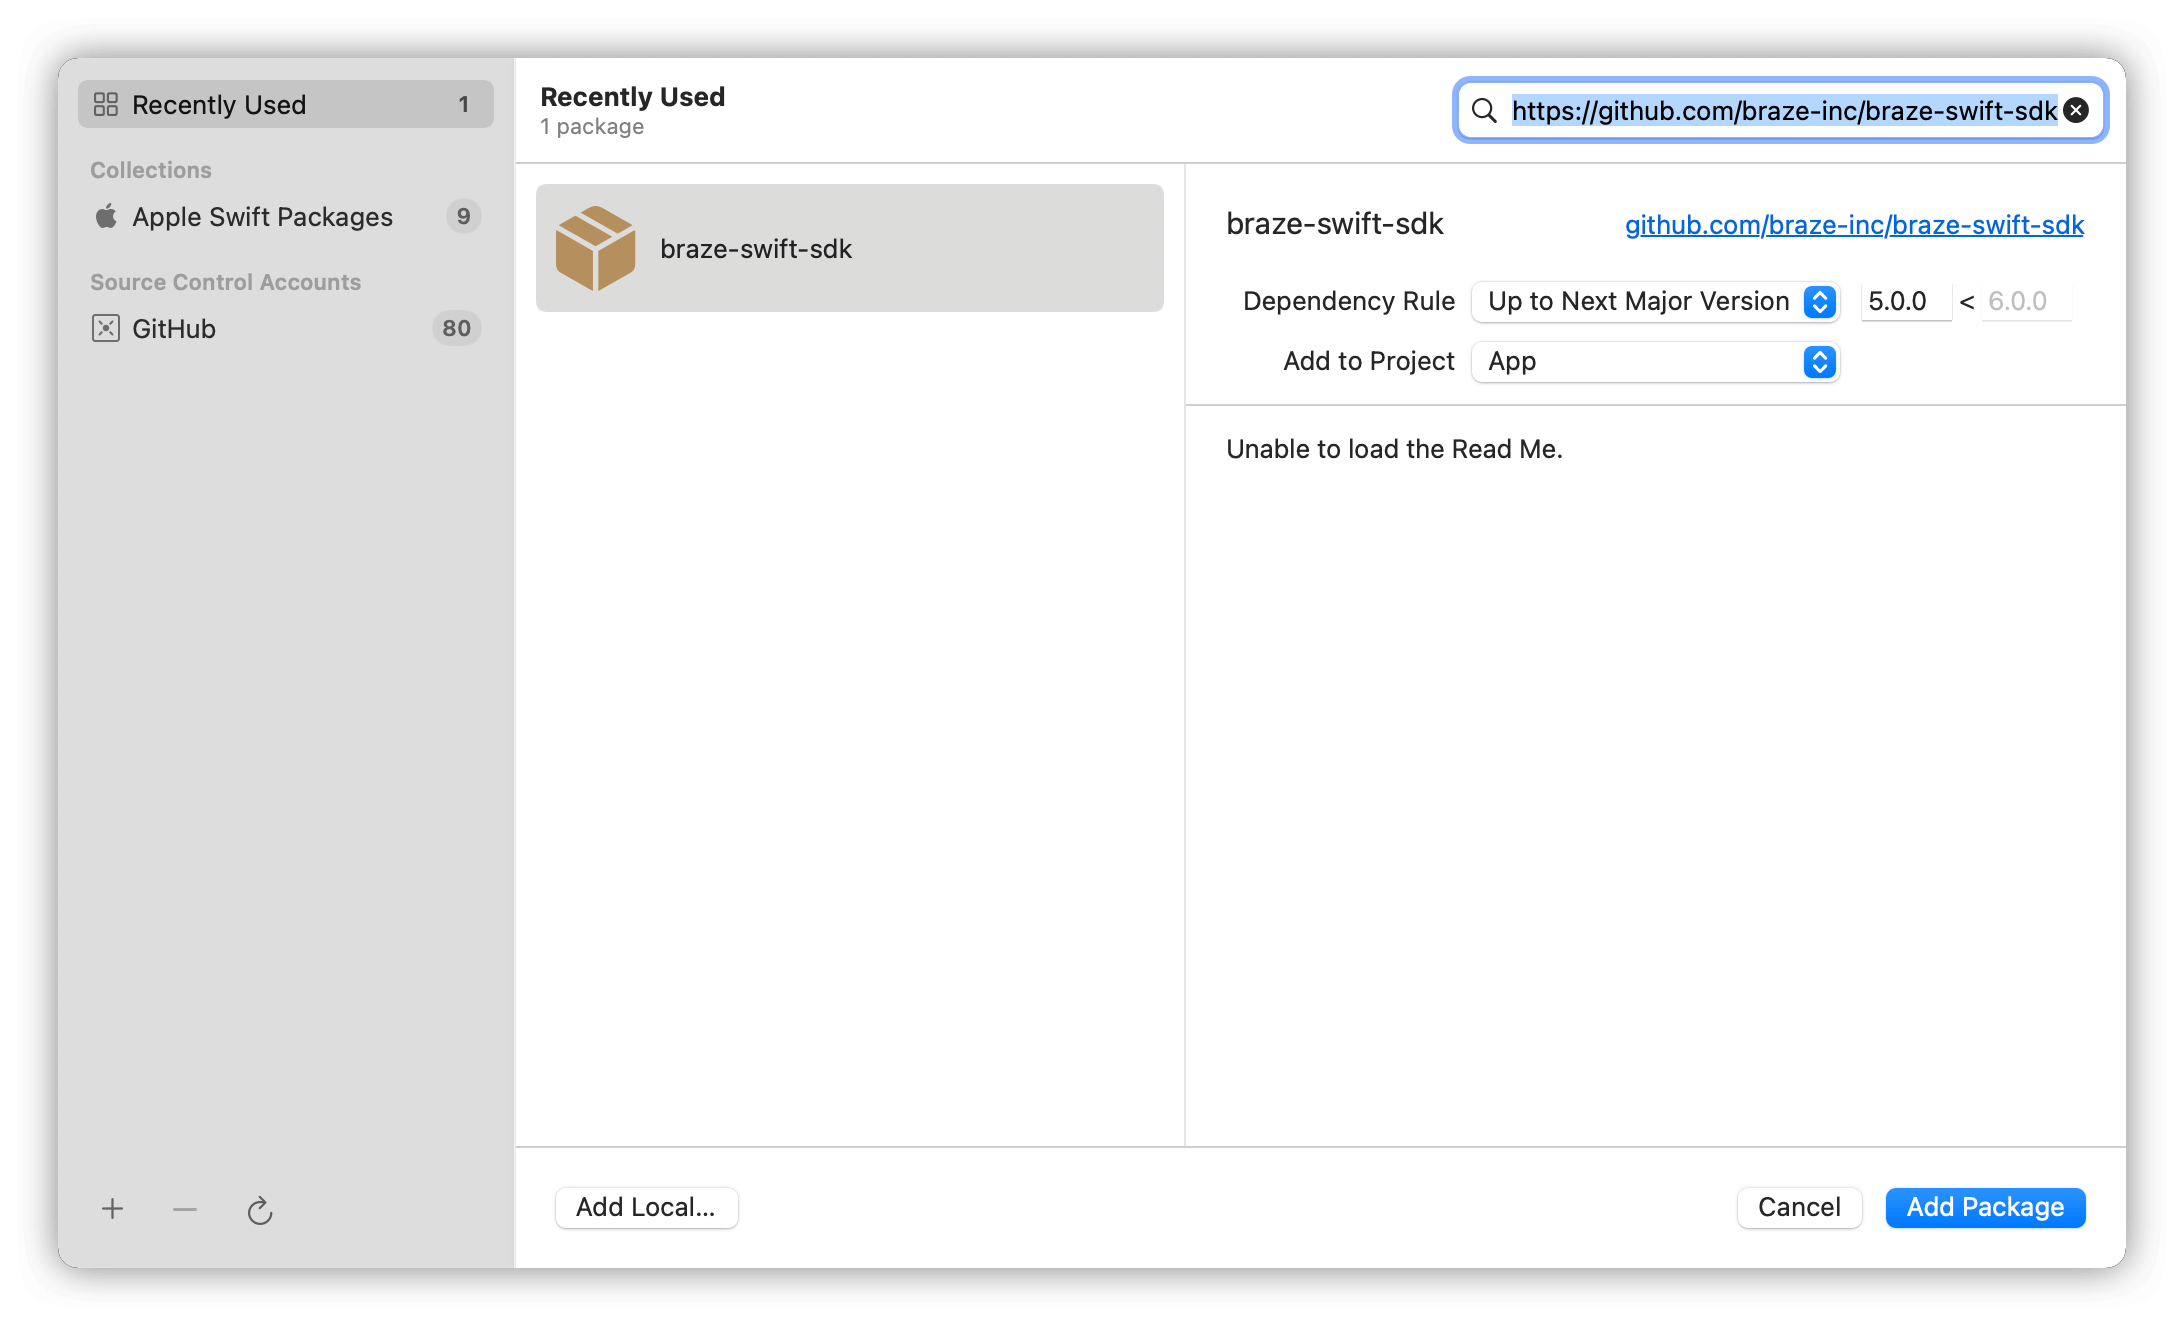 Recently Used 1
Collections
Apple Swift Packages 9
Source Control Accounts
GitHub 80
Recently Used
1 package
https://github.com/braze-inc/braze-swift-sdk
braze-swift-sdk
braze-swift-sdk github.com/braze-inc/braze-swift-sdk
Dependency Rule Up to Next Major Version 5.0.0 < 6.0.0
Add to Project App
Unable to load the Read Me.
Add Local...
Cancel Add Package